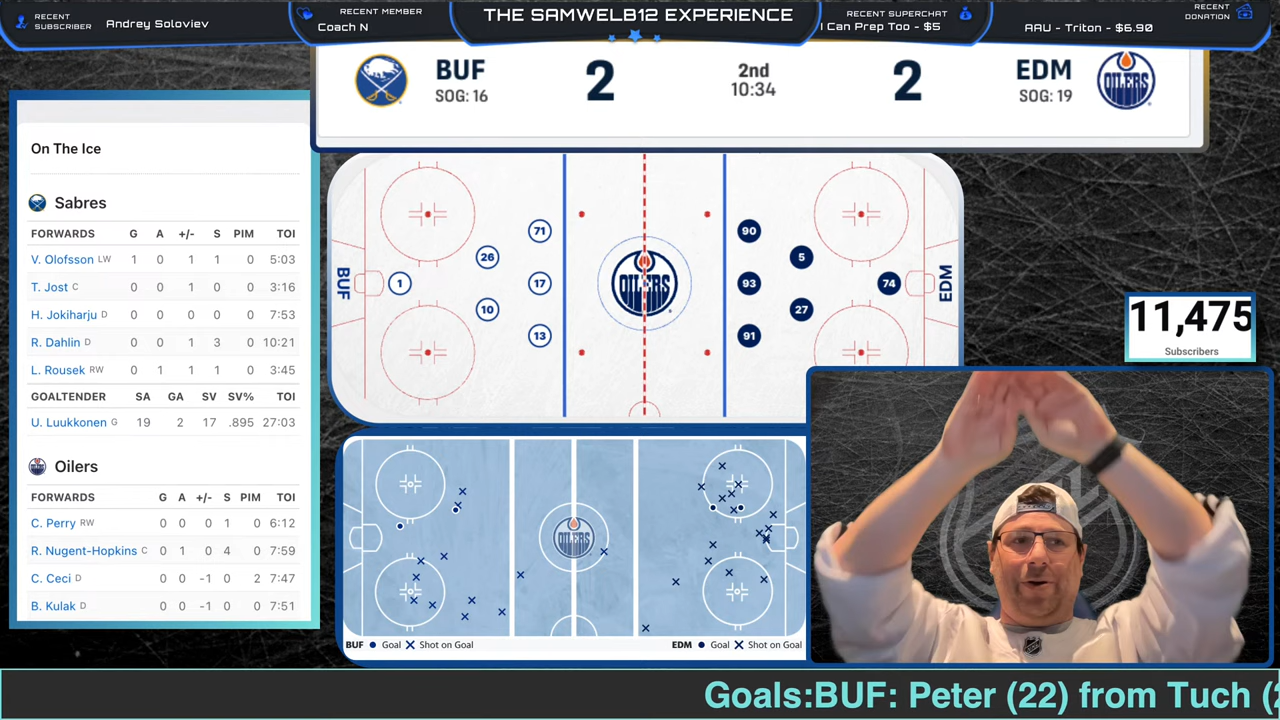 RECENT SUBSCRIBER
Andrey Soloviev
RECENT MEMBER
Coach N
THE SAMWELB12 EXPERIENCE
RECENT SUPERCHAT
I Can Prep Too - $5
RECENT DONATION
AAU - Triton - $6.90
BUF
SOG: 16
2
2nd
10:34
2
EDM
SOG: 19
OILERS
On The Ice
Sabres
FORWARDS G A +/- S PIM TOI
V. Olofsson LW 1 0 1 1 0 5:03
T. Jost C 0 0 1 0 0 3:16
H. Jokiharju D 0 0 0 0 0 7:53
R. Dahlin D 0 0 1 3 0 10:21
L. Rousek RW 0 1 1 1 0 3:45
GOALTENDER SA GA SV SV% TOI
U. Luukkonen G 19 2 17 .895 27:03
Oilers
FORWARDS G A +/- S PIM TOI
C. Perry RW 0 0 0 1 0 6:12
R. Nugent-Hopkins C 0 1 0 4 0 7:59
C. Ceci D 0 0 -1 0 2 7:47
B. Kulak D 0 0 -1 0 0 7:51
BUF
1
26
10
71
17
13
OILERS
90
93
91
5
27
74
EDM
11,475
Subscribers
OILERS
BUF Goal Shot on Goal
EDM Goal Shot on Goal
NHL
Goals:BUF: Peter (22) from Tuch (